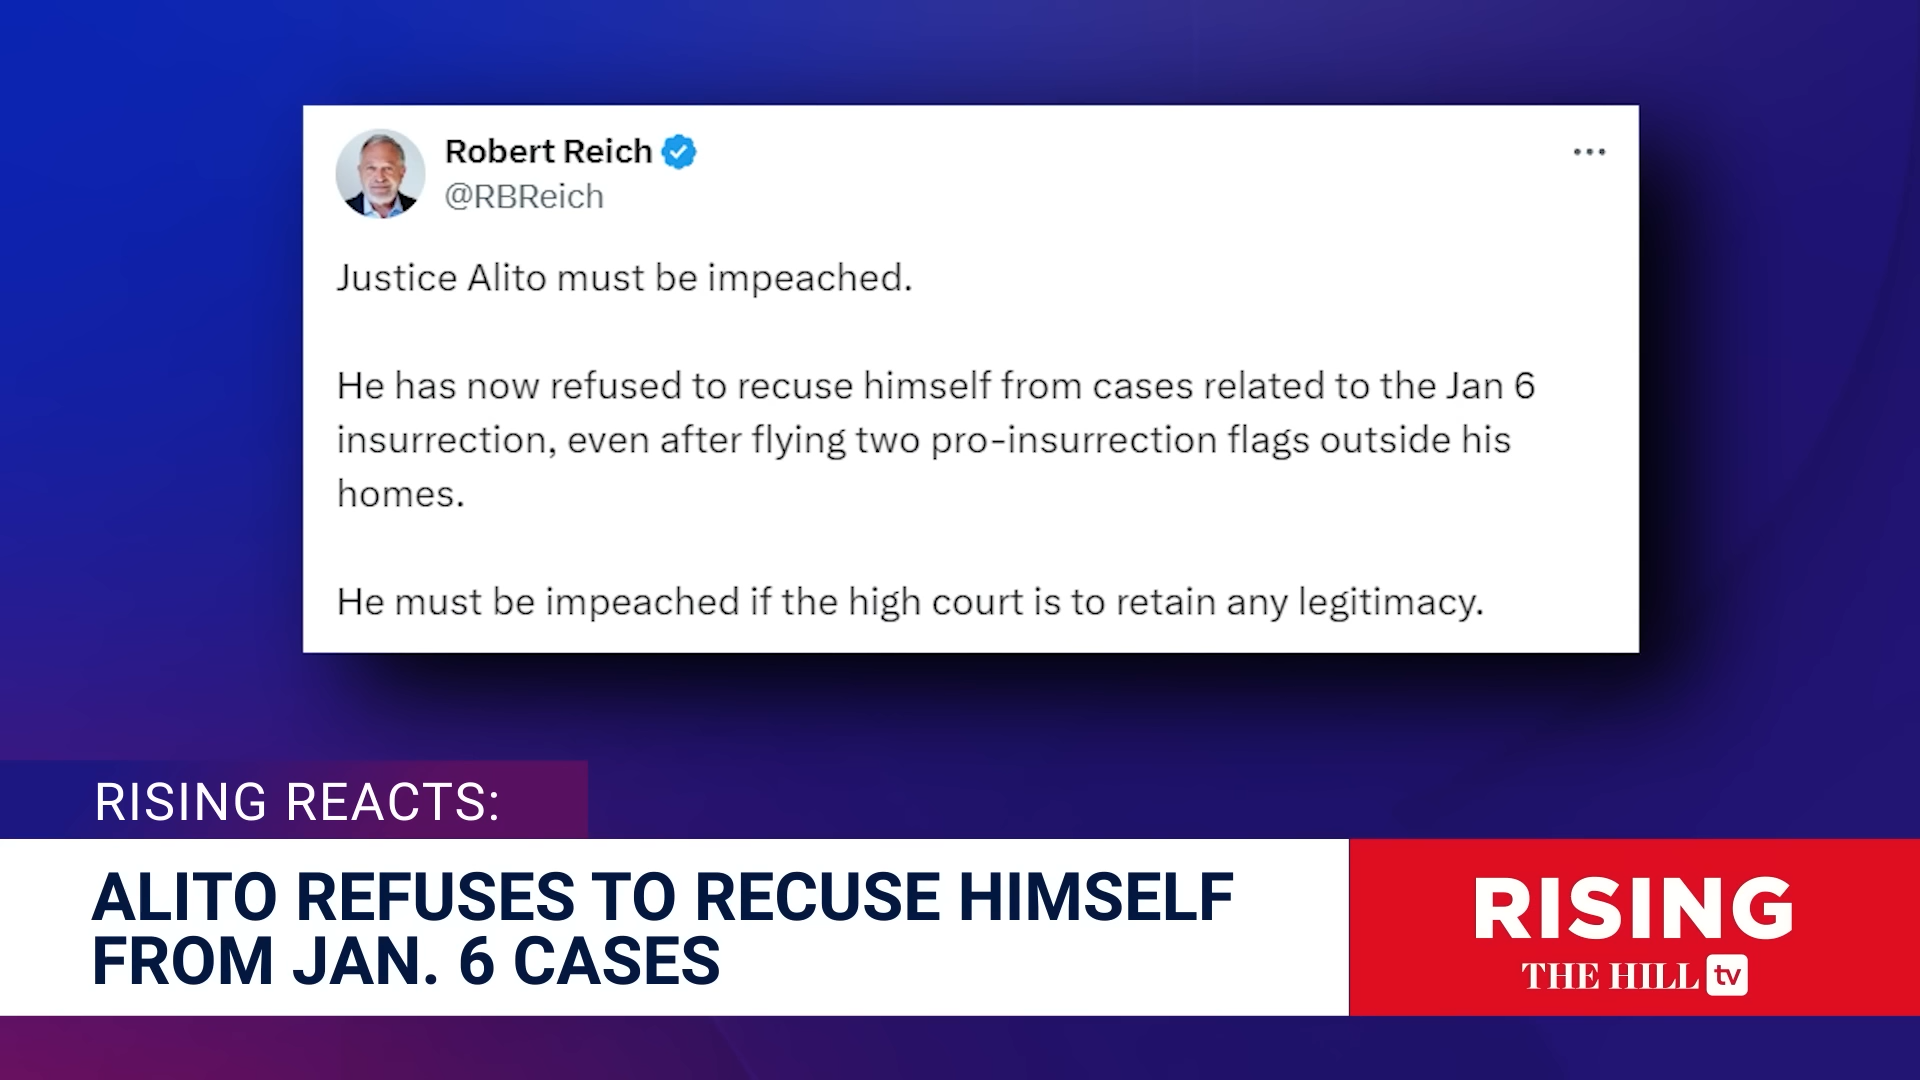 Robert Reich
@RBReich
Justice Alito must be impeached.
He has now refused to recuse himself from cases related to the Jan 6
insurrection, even after flying two pro-insurrection flags outside his
homes.
He must be impeached if the high court is to retain any legitimacy.
RISING REACTS:
ALITO REFUSES TO RECUSE HIMSELF
FROM JAN. 6 CASES
RISING
THE HILL tv